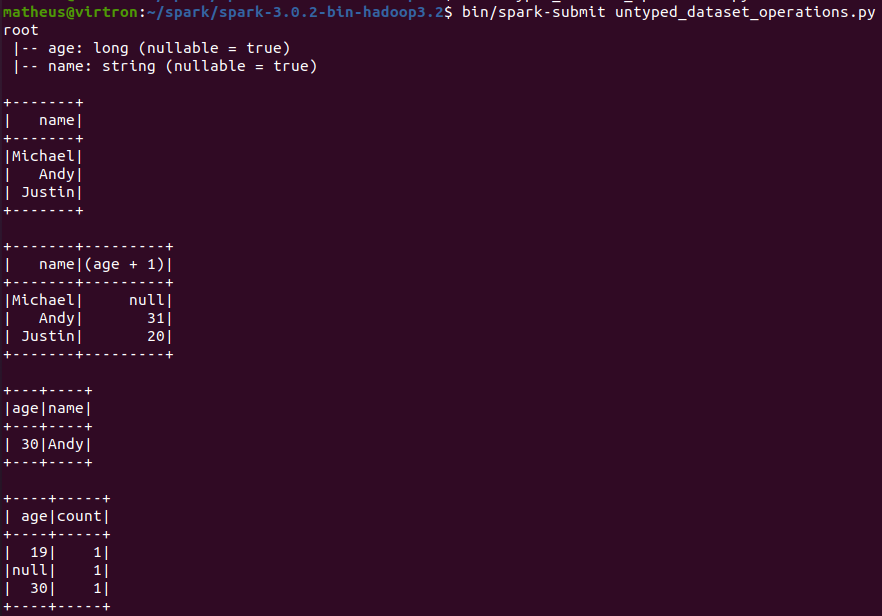 matheus@virtron:~/spark/spark-3.0.2-bin-hadoop3.2$ bin/spark-submit untyped_dataset_operations.py
root
 |-- age: long (nullable = true)
 |-- name: string (nullable = true)

+-------+
|   name|
+-------+
|Michael|
|   Andy|
| Justin|
+-------+

+-------+---------+
|   name|(age + 1)|
+-------+---------+
|Michael|     null|
|   Andy|       31|
| Justin|       20|
+-------+---------+

+---+----+
|age|name|
+---+----+
| 30|Andy|
+---+----+

+----+-----+
| age|count|
+----+-----+
|  19|    1|
|null|    1|
|  30|    1|
+----+-----+